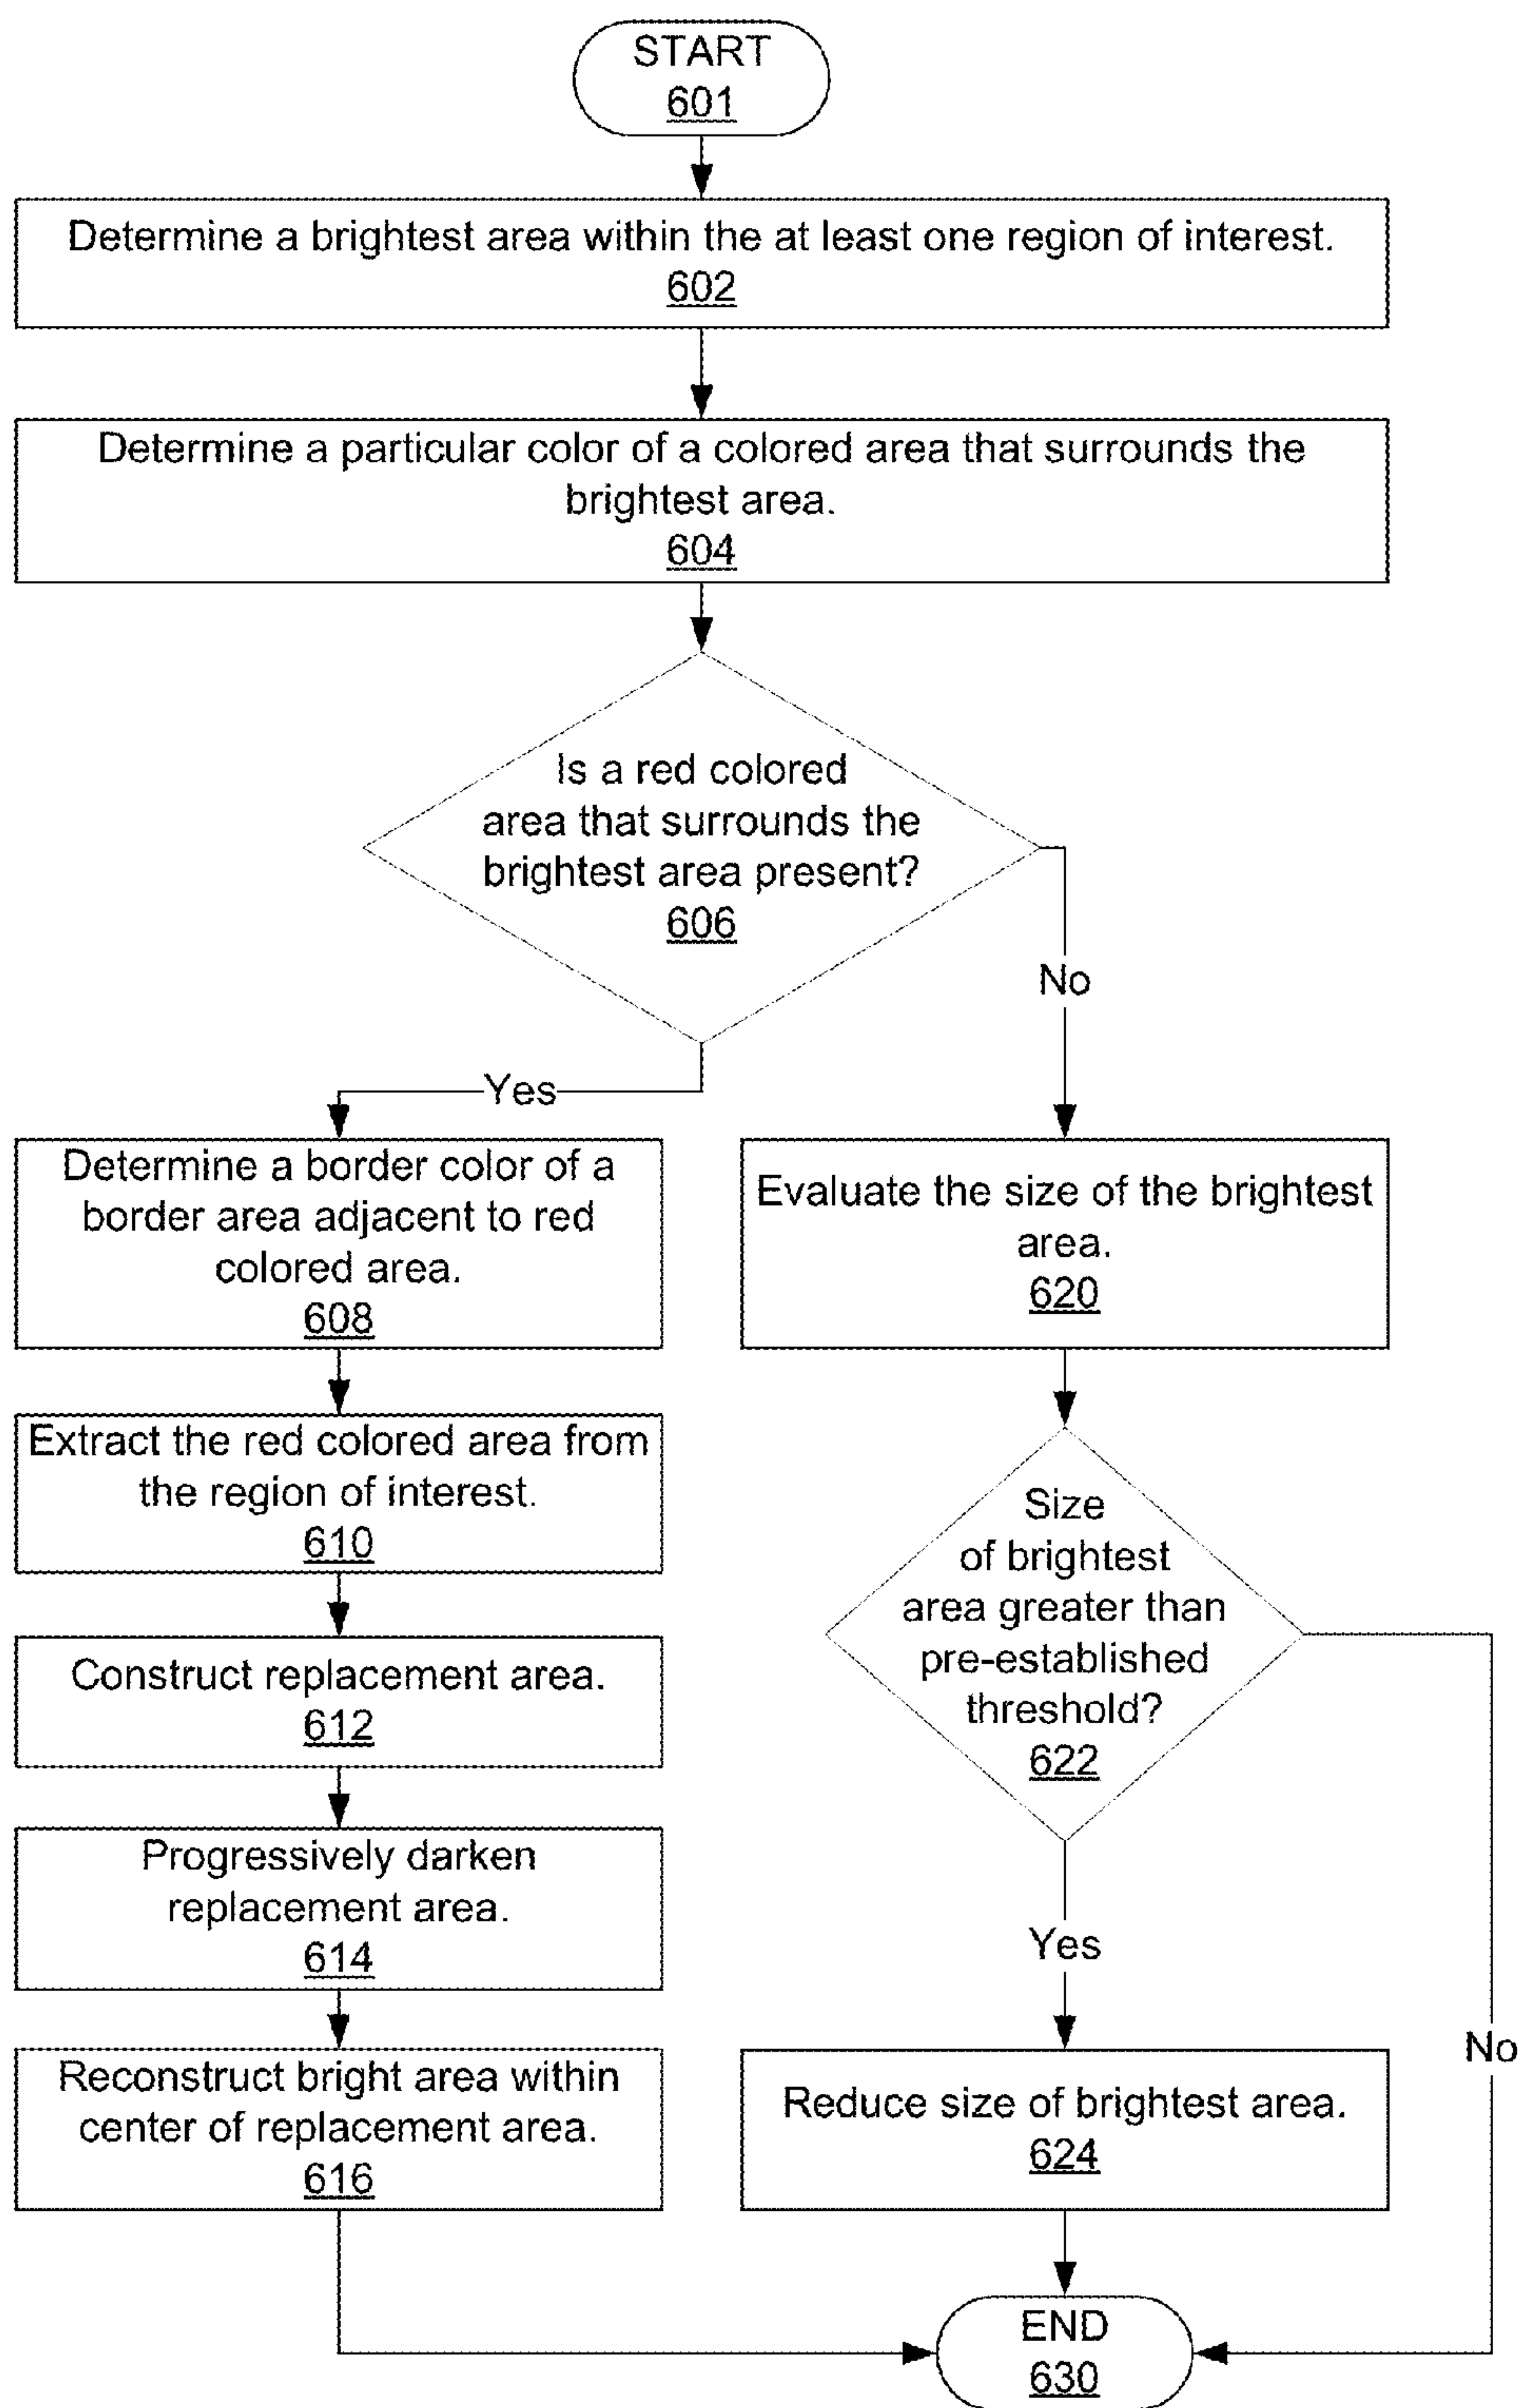 START
601
Determine a brightest area within the at least one region of interest.
602
Determine a particular color of a colored area that surrounds the
brightest area.
604
Is a red colored
area that surrounds the
brightest area present?
606
No
Yes
Determine a border color of a
border area adjacent to red
colored area.
608
Evaluate the size of the brightest
area.
620
Extract the red colored area from
the region of interest.
610
Size
of brightest
area greater than
pre-established
threshold?
622
Construct replacement area.
612
Progressively darken
replacement area.
614
Yes
No
Reconstruct bright area within
center of replacement area.
616
Reduce size of brightest area.
624
END
630